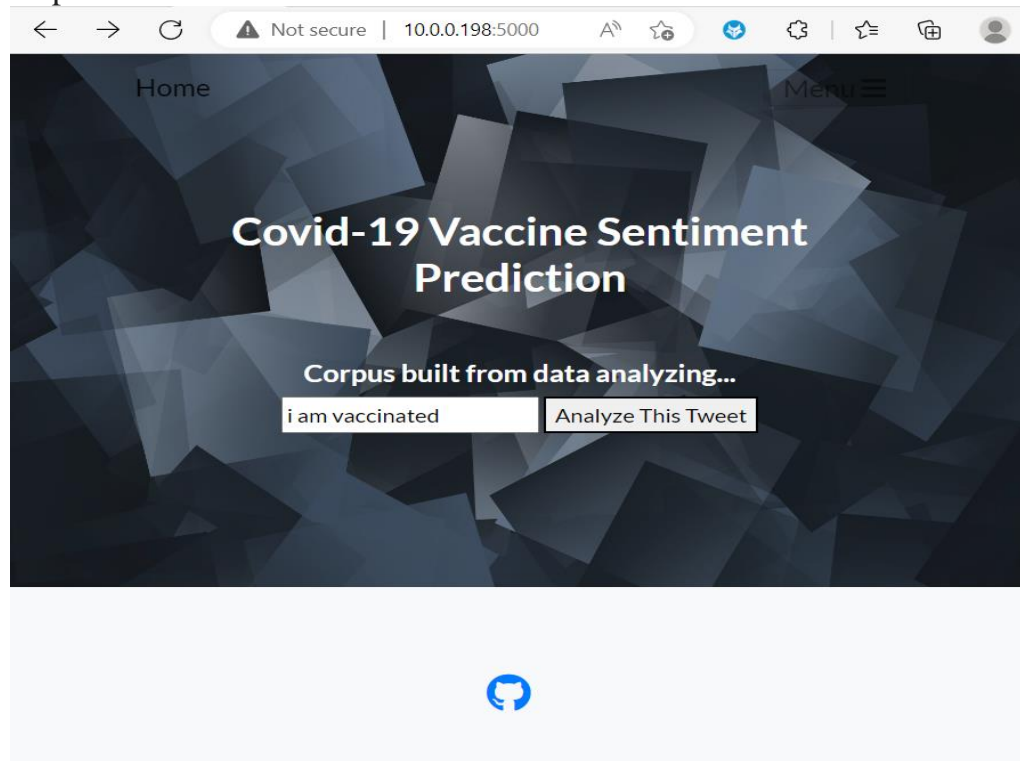 Not secure | 10.0.0.198:5000
Home Menu
Covid-19 Vaccine Sentiment
Prediction
Corpus built from data analyzing...
i am vaccinated Analyze This Tweet